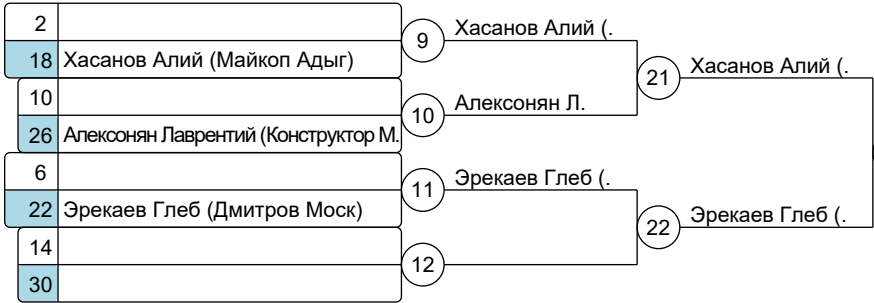 2
9
Хасанов Алий (.
18 Хасанов Алий (Майкоп Адыг)
21
Хасанов Алий (.
10
10
Алексонян Л.
26 Алексонян Лаврентий (Конструктор М.
6
11
Эрекаев Глеб (.
22 Эрекаев Глеб (Дмитров Моск)
22
Эрекаев Глеб (.
14
12
30